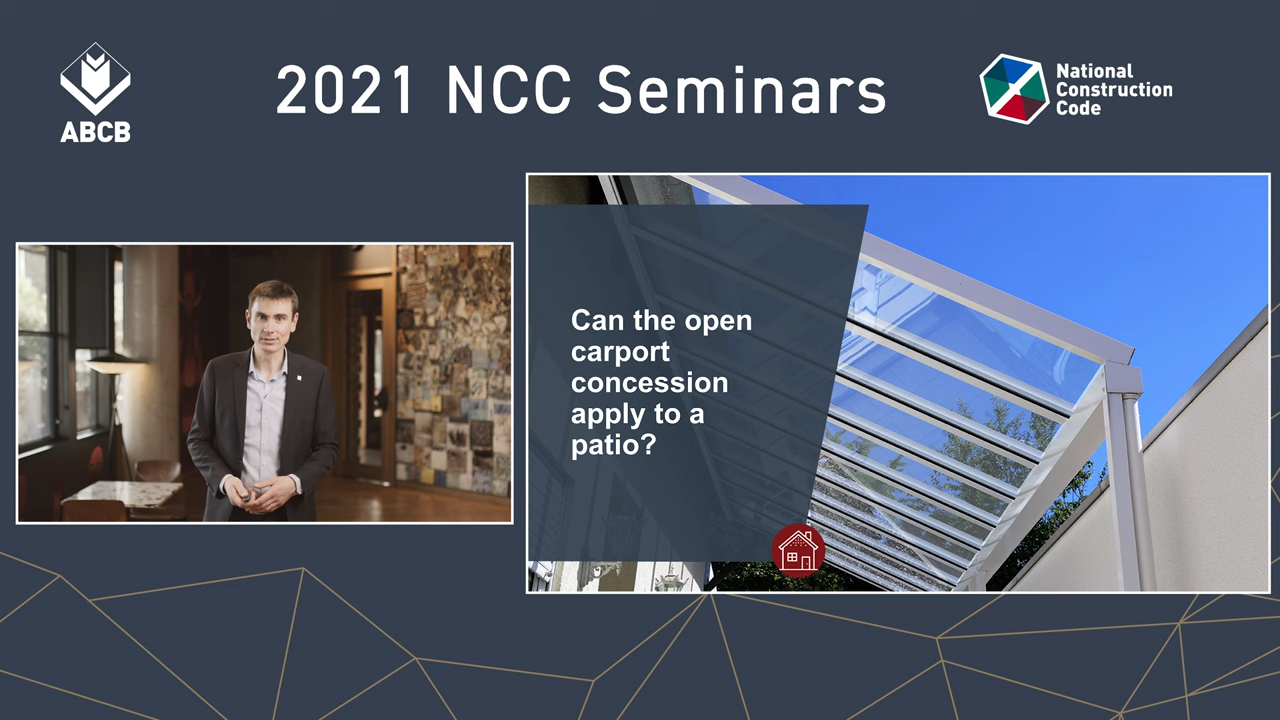 ABCB
2021 NCC Seminars
National
Construction
Code
Can the open
carport
concession
apply to a
patio?